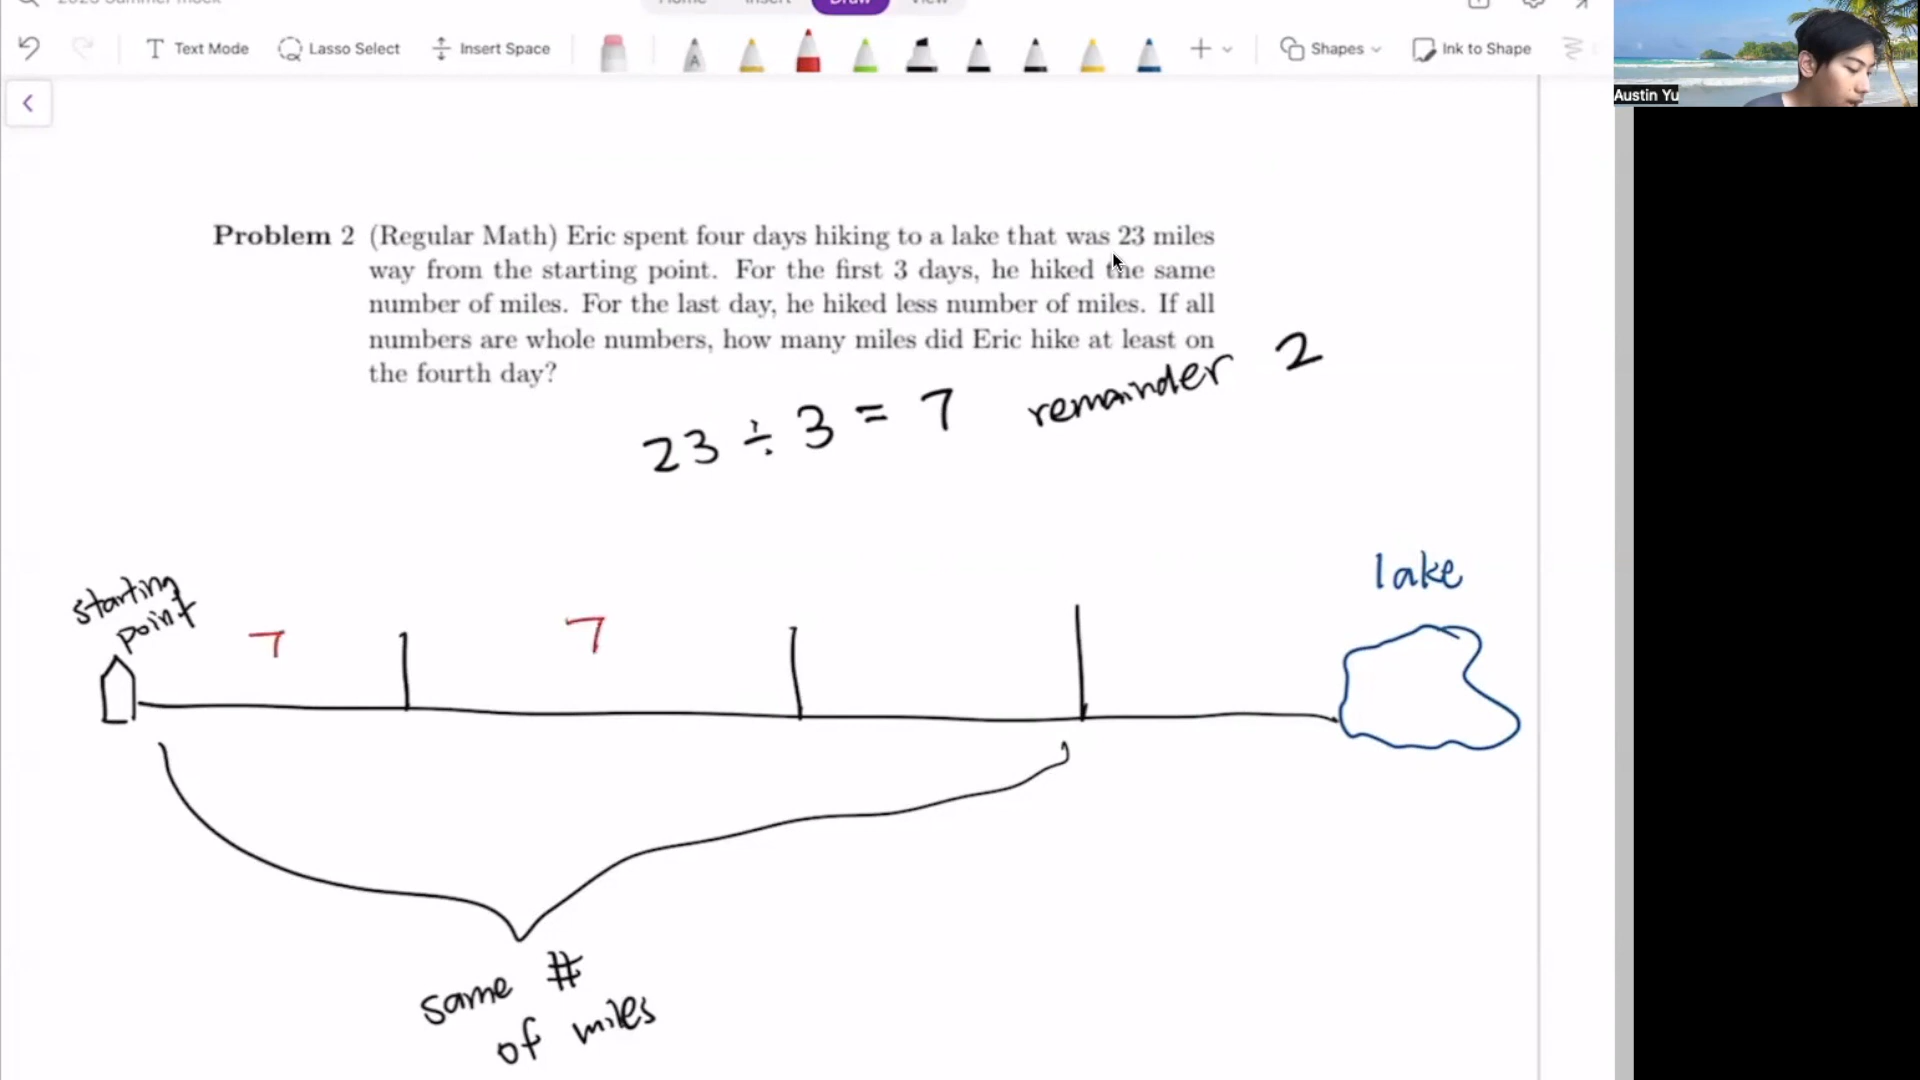 Text Mode Lasso Select Insert Space Shapes Ink to Shape
Draw
Austin Yu
Problem 2 (Regular Math) Eric spent four days hiking to a lake that was 23 miles
way from the starting point. For the first 3 days, he hiked the same
number of miles. For the last day, he hiked less number of miles. If all
numbers are whole numbers, how many miles did Eric hike at least on
the fourth day?
23 ÷ 3 = 7 remainder 2
lake
starting
point
7 7
same #
of miles